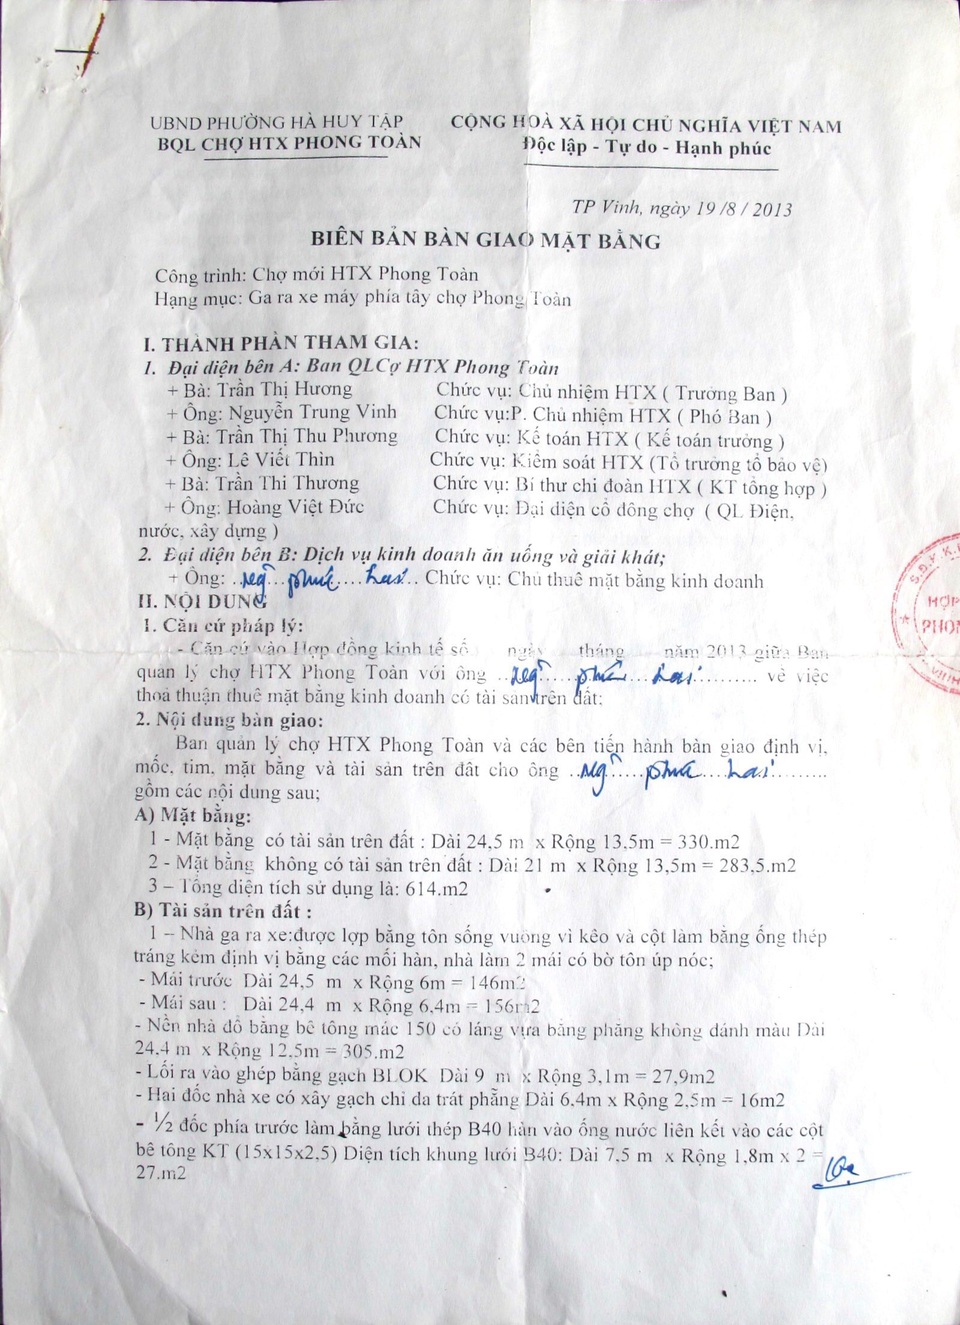 UBND PHƯỜNG HÀ HUY TẬP
BQL CHỢ HTX PHONG TOÀN
CỘNG HOÀ XÃ HỘI CHỦ NGHĨA VIỆT NAM
Độc lập - Tự do - Hạnh phúc
TP Vinh, ngày 19 /8 / 2013
BIÊN BẢN BÀN GIAO MẶT BẰNG
Công trình: Chợ mới HTX Phong Toàn
Hạng mục: Ga ra xe máy phía tây chợ Phong Toàn
I. THÀNH PHẦN THAM GIA:
1. Đại diện bên A: Ban QLCợ HTX Phong Toàn
+ Bà: Trần Thị Hương Chức vụ: Chủ nhiệm HTX ( Trưởng Ban )
+ Ông: Nguyễn Trung Vinh Chức vụ:P. Chủ nhiệm HTX ( Phó Ban )
+ Bà: Trần Thị Thu Phương Chức vụ: Kế toán HTX ( Kế toán trưởng )
+ Ông: Lê Viết Thìn Chức vụ: Kiểm soát HTX (Tổ trưởng tổ bảo vệ)
+ Bà: Trần Thi Thương Chức vụ: Bí thư chi đoàn HTX ( KT tổng hợp )
+ Ông: Hoàng Việt Đức Chức vụ: Đại diện cổ đông chợ ( QL Điện,
nước, xây dựng )
2. Đại diện bên B: Dịch vụ kinh doanh ăn uống và giải khát;
+ Ông: .. Ng~ phúc .... .. Chức vụ: Chủ thuê mặt bằng kinh doanh
II. NỘI DUNG
1. Căn cứ pháp lý:
- Căn cứ vào Hợp đồng kinh tế số ngày tháng năm 2013 giữa Ban
quản lý chợ HTX Phong Toàn với ông .. Ng~ ... phúc ... ......... về việc
thoả thuận thuê mặt bằng kinh doanh có tài sản trên đất;
2. Nội dung bàn giao:
Ban quản lý chợ HTX Phong Toàn và các bên tiến hành bàn giao định vị,
mốc, tim, mặt bằng và tài sản trên đât cho ông .. Ng~ .... phúc .... ........
gồm các nội dung sau;
A) Mặt bằng:
1 - Mặt bằng có tài sản trên đất : Dài 24,5 m x Rộng 13,5m = 330.m2
2 - Mặt bằng không có tài sản trên đất : Dài 21 m x Rộng 13,5m = 283,5.m2
3 – Tổng diện tích sử dụng là: 614.m2
B) Tài sản trên đất :
1 – Nhà ga ra xe:được lợp bằng tôn sống vuông vì kèo và cột làm bằng ống thép
tráng kẽm định vị bằng các mối hàn, nhà làm 2 mái có bờ tôn úp nóc;
- Mái trước Dài 24,5 m x Rộng 6m = 146m2
- Mái sau : Dài 24,4 m x Rộng 6,4m = 156m2
- Nền nhà đổ bằng bê tông mác 150 có láng vựa bằng phẳng không đánh màu Dài
24,4 m x Rộng 12,5m = 305.m2
- Lối ra vào ghép bằng gạch BLOK Dài 9 m x Rộng 3,1m = 27,9m2
- Hai đốc nhà xe có xây gạch chỉ da trát phẳng Dài 6,4m x Rộng 2,5m = 16m2
- ½ đốc phía trước làm bằng lưới thép B40 hàn vào ống nước liên kết vào các cột
bê tông KT (15x15x2,5) Diện tích khung lưới B40: Dài 7,5 m x Rộng 1,8m x 2 =
27.m2
S.Đ.K.K
HỢP
PHON
VINH